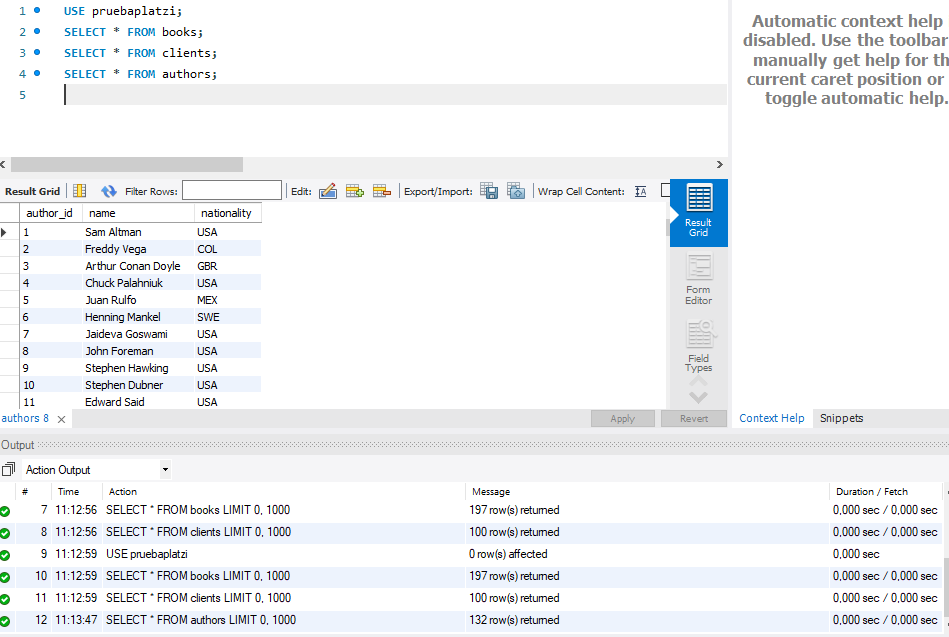 1 USE pruebaplatzi;
2 SELECT * FROM books;
3 SELECT * FROM clients;
4 SELECT * FROM authors;
5
Automatic context help
disabled. Use the toolbar
manually get help for th
current caret position or
toggle automatic help.
Result Grid Filter Rows: Edit: Export/Import: Wrap Cell Content:
author_id name nationality
1 Sam Altman USA
2 Freddy Vega COL
3 Arthur Conan Doyle GBR
4 Chuck Palahniuk USA
5 Juan Rulfo MEX
6 Henning Mankel SWE
7 Jaideva Goswami USA
8 John Foreman USA
9 Stephen Hawking USA
10 Stephen Dubner USA
11 Edward Said USA
Result
Grid
Form
Editor
Field
Types
authors 8 Apply Revert Context Help Snippets
Output
Action Output
# Time Action Message Duration / Fetch
7 11:12:56 SELECT * FROM books LIMIT 0, 1000 197 row(s) returned 0,000 sec / 0,000 sec
8 11:12:56 SELECT * FROM clients LIMIT 0, 1000 100 row(s) returned 0,000 sec / 0,000 sec
9 11:12:59 USE pruebaplatzi 0 row(s) affected 0,000 sec
10 11:12:59 SELECT * FROM books LIMIT 0, 1000 197 row(s) returned 0,000 sec / 0,000 sec
11 11:12:59 SELECT * FROM clients LIMIT 0, 1000 100 row(s) returned 0,000 sec / 0,000 sec
12 11:13:47 SELECT * FROM authors LIMIT 0, 1000 132 row(s) returned 0,000 sec / 0,000 sec